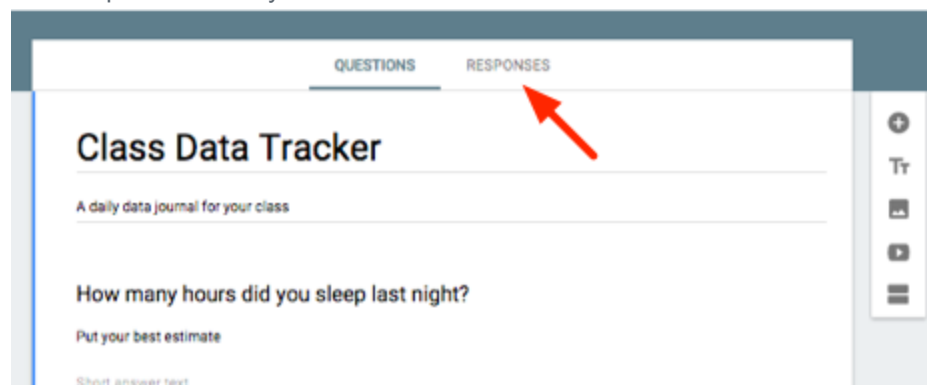 QUESTIONS RESPONSES
Class Data Tracker
A daily data journal for your class
How many hours did you sleep last night?
Put your best estimate
Short answer text